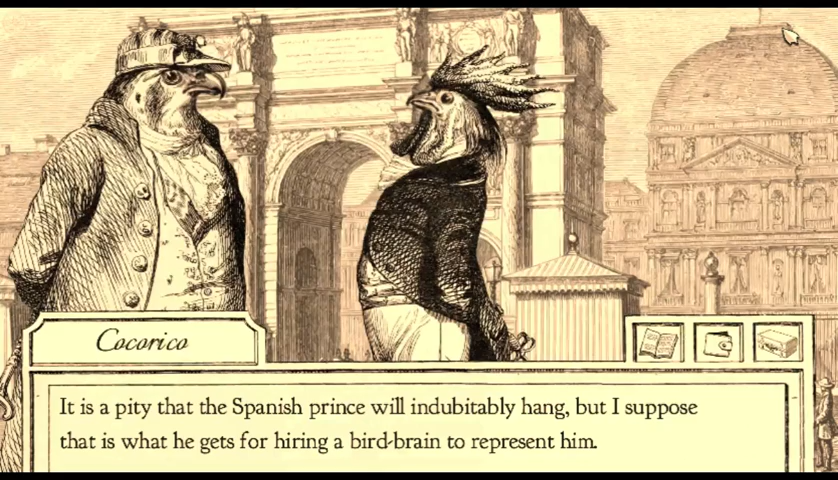 Cocorico
It is a pity that the Spanish prince will indubitably hang, but I suppose
that is what he gets for hiring a bird-brain to represent him.